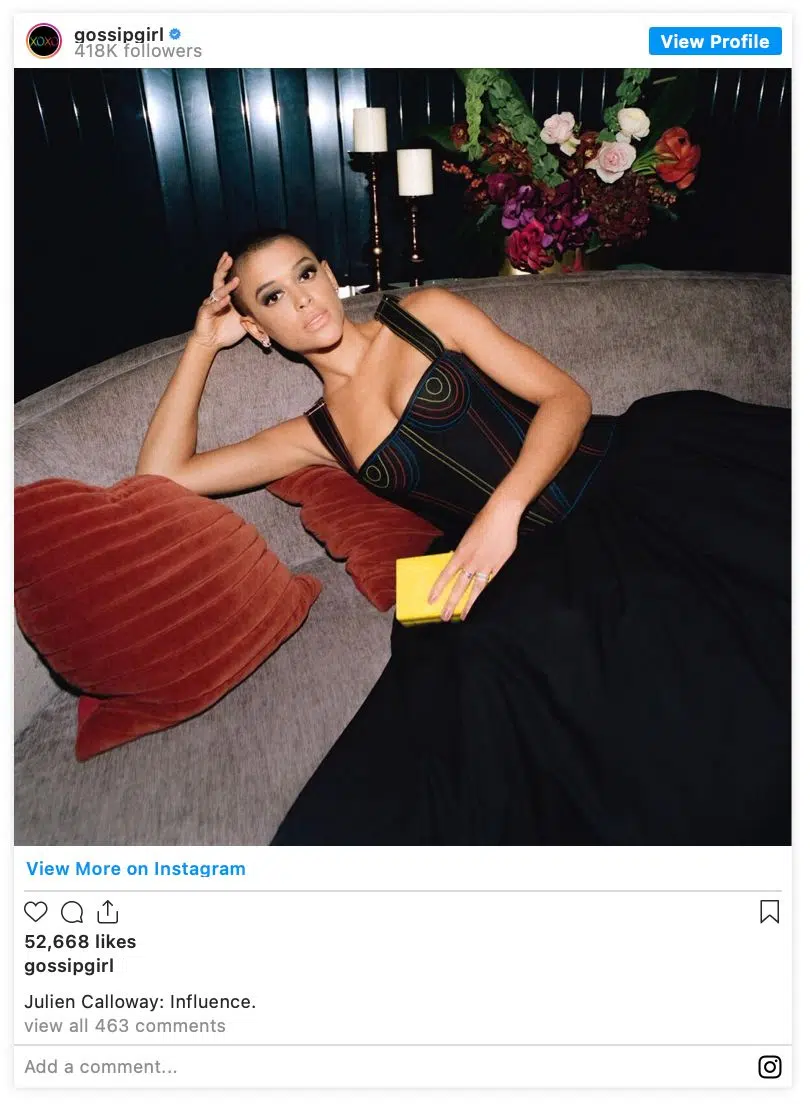 XOXO
gossipgirl
418K followers
View Profile
View More on Instagram
52,668 likes
gossipgirl
Julien Calloway: Influence.
view all 463 comments
Add a comment...